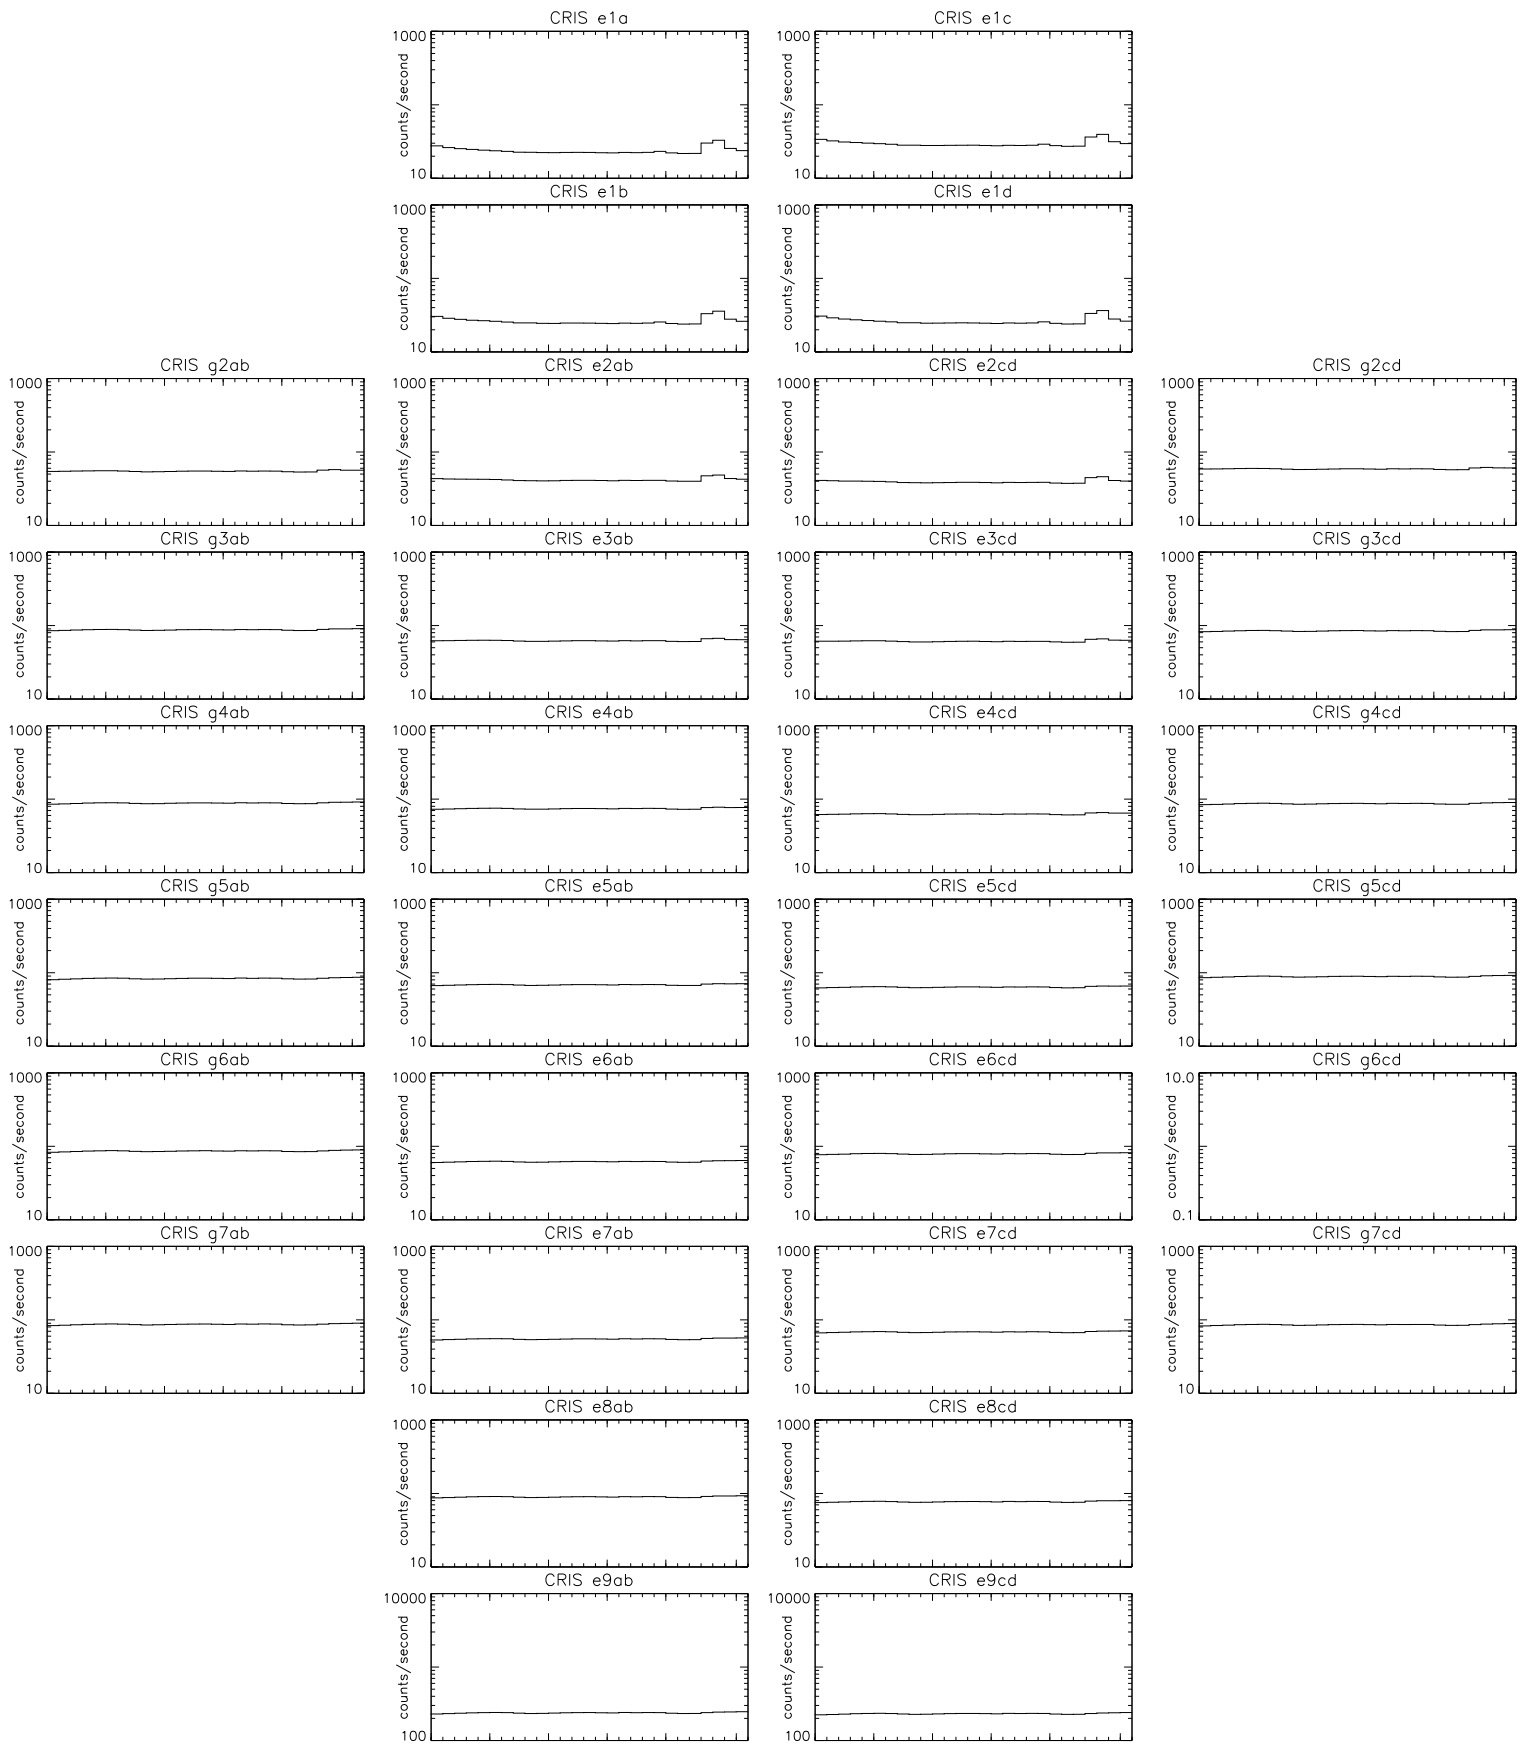 CRIS e1a
CRIS e1c
1000
counts/second
10
1000
counts/second
10
CRIS e1b
CRIS e1d
1000
counts/second
10
1000
counts/second
10
CRIS g2ab
CRIS e2ab
CRIS e2cd
CRIS g2cd
1000
counts/second
10
1000
counts/second
10
1000
counts/second
10
1000
counts/second
10
CRIS g3ab
CRIS e3ab
CRIS e3cd
CRIS g3cd
1000
counts/second
10
1000
counts/second
10
1000
counts/second
10
1000
counts/second
10
CRIS g4ab
CRIS e4ab
CRIS e4cd
CRIS g4cd
1000
counts/second
10
1000
counts/second
10
1000
counts/second
10
1000
counts/second
10
CRIS g5ab
CRIS e5ab
CRIS e5cd
CRIS g5cd
1000
counts/second
10
1000
counts/second
10
1000
counts/second
10
1000
counts/second
10
CRIS g6ab
CRIS e6ab
CRIS e6cd
CRIS g6cd
1000
counts/second
10
1000
counts/second
10
1000
counts/second
10
10.0
counts/second
0.1
CRIS g7ab
CRIS e7ab
CRIS e7cd
CRIS g7cd
1000
counts/second
10
1000
counts/second
10
1000
counts/second
10
1000
counts/second
10
CRIS e8ab
CRIS e8cd
1000
counts/second
10
1000
counts/second
10
CRIS e9ab
CRIS e9cd
10000
counts/second
100
10000
counts/second
100